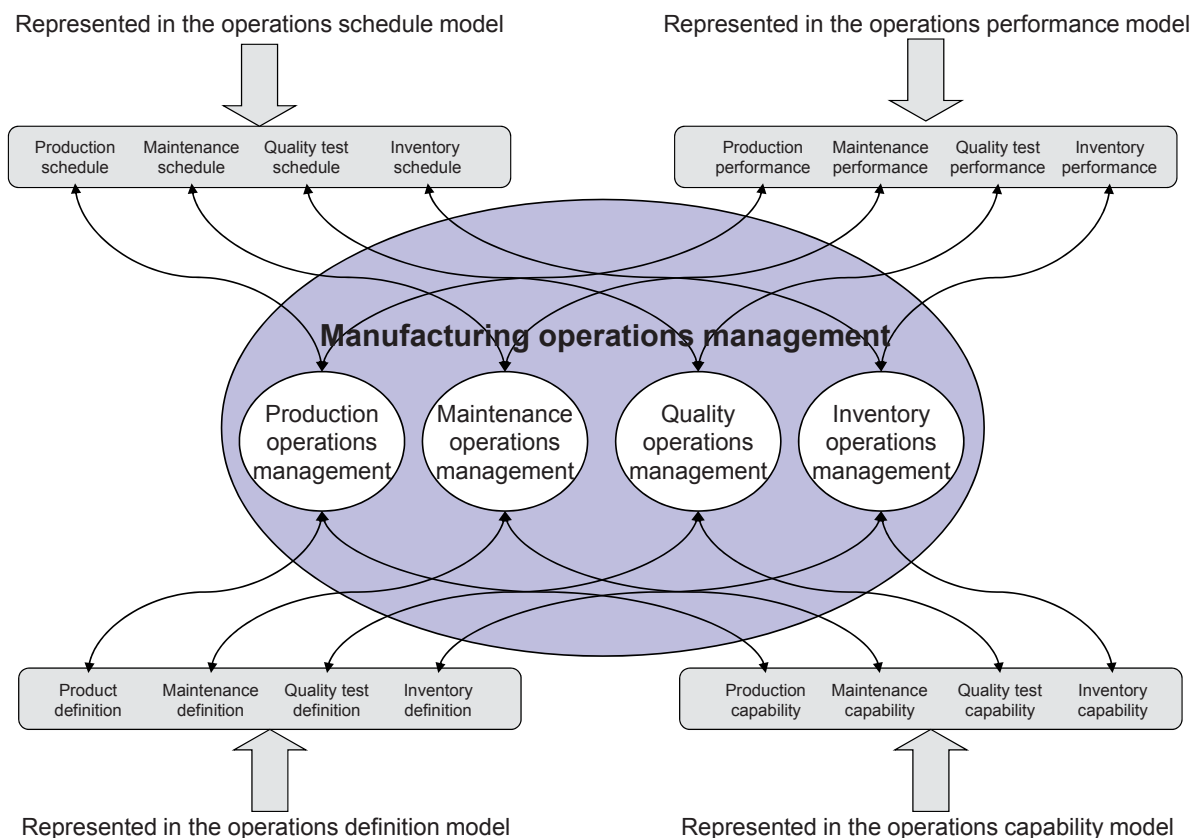 Represented in the operations schedule model
Represented in the operations performance model
Production
schedule
Maintenance
schedule
Quality test
schedule
Inventory
schedule
Production
performance
Maintenance
performance
Quality test
performance
Inventory
performance
Manufacturing operations management
Production
operations
management
Maintenance
operations
management
Quality
operations
management
Inventory
operations
management
Product
definition
Maintenance
definition
Quality test
definition
Inventory
definition
Production
capability
Maintenance
capability
Quality test
capability
Inventory
capability
Represented in the operations definition model
Represented in the operations capability model